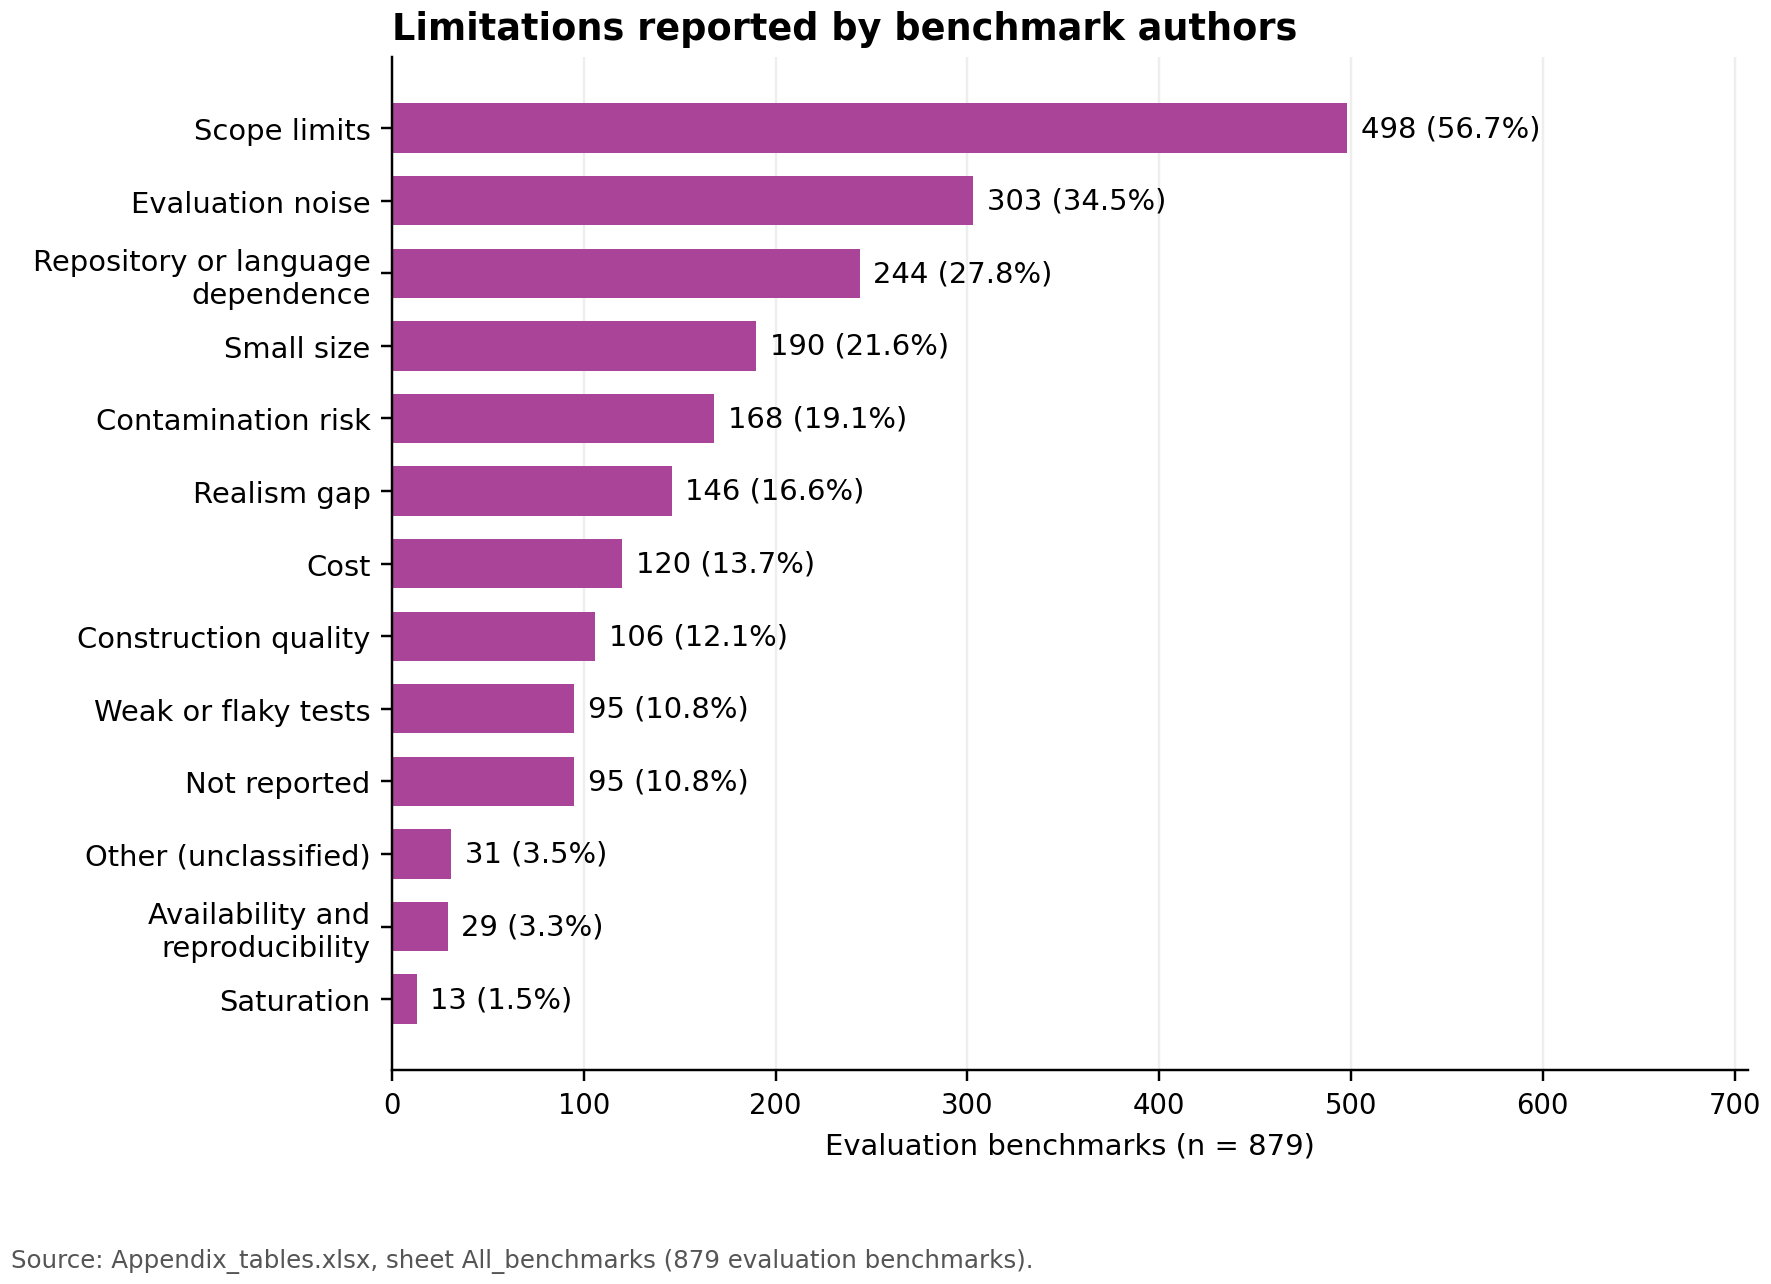 Limitations reported by benchmark authors
Scope limits
498 (56.7%)
Evaluation noise
303 (34.5%)
Repository or language
dependence
244 (27.8%)
Small size
190 (21.6%)
Contamination risk
168 (19.1%)
Realism gap
146 (16.6%)
Cost
120 (13.7%)
Construction quality
106 (12.1%)
Weak or flaky tests
95 (10.8%)
Not reported
95 (10.8%)
Other (unclassified)
31 (3.5%)
Availability and
reproducibility
29 (3.3%)
Saturation
13 (1.5%)
0 100 200 300 400 500 600 700
Evaluation benchmarks (n = 879)
Source: Appendix_tables.xlsx, sheet All_benchmarks (879 evaluation benchmarks).